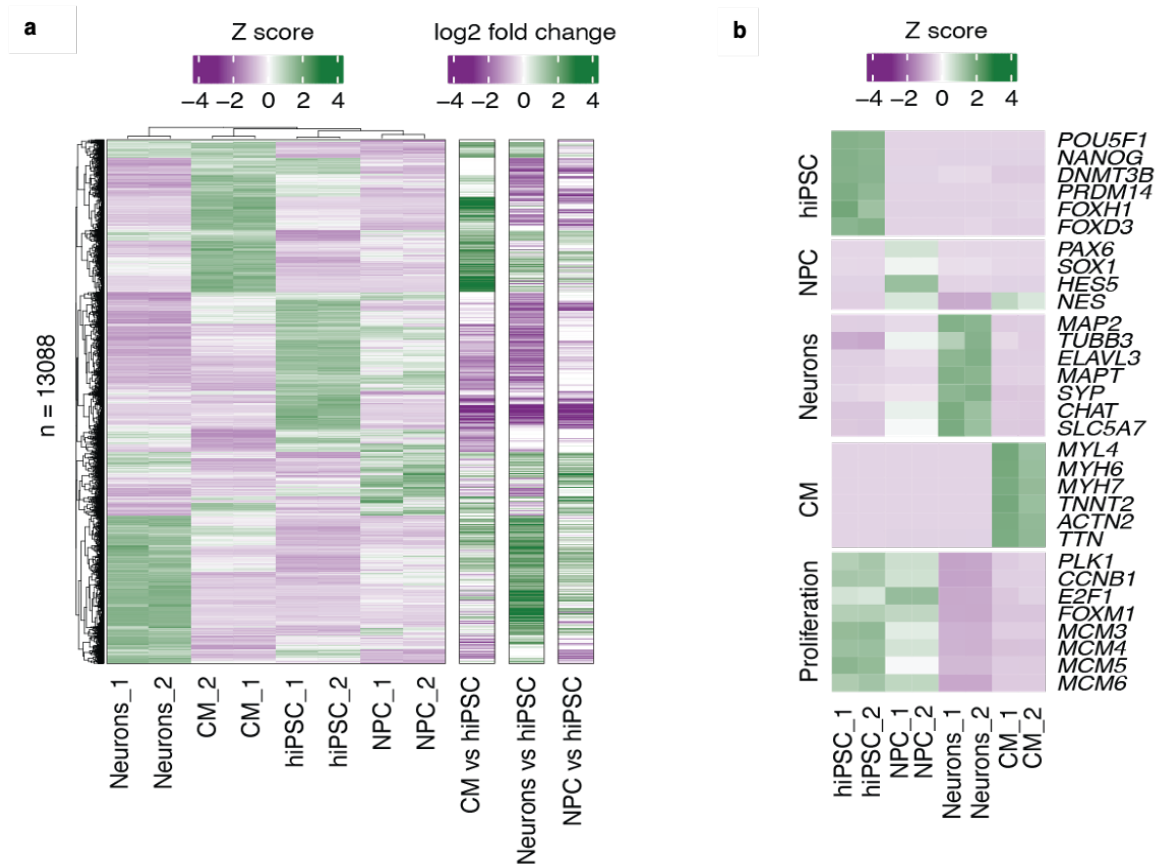 a
Z score
−4 −2 0 2 4
log2 fold change
−4 −2 0 2 4
n = 13088
Neurons_1
Neurons_2
CM_2
CM_1
hiPSC_1
hiPSC_2
NPC_1
NPC_2
CM vs hiPSC
Neurons vs hiPSC
NPC vs hiPSC
b
Z score
−4 −2 0 2 4
hiPSC
POU5F1
NANOG
DNMT3B
PRDM14
FOXH1
FOXD3
NPC
PAX6
SOX1
HES5
NES
Neurons
MAP2
TUBB3
ELAVL3
MAPT
SYP
CHAT
SLC5A7
CM
MYL4
MYH6
MYH7
TNNT2
ACTN2
TTN
Proliferation
PLK1
CCNB1
E2F1
FOXM1
MCM3
MCM4
MCM5
MCM6
hiPSC_1
hiPSC_2
NPC_1
NPC_2
Neurons_1
Neurons_2
CM_1
CM_2